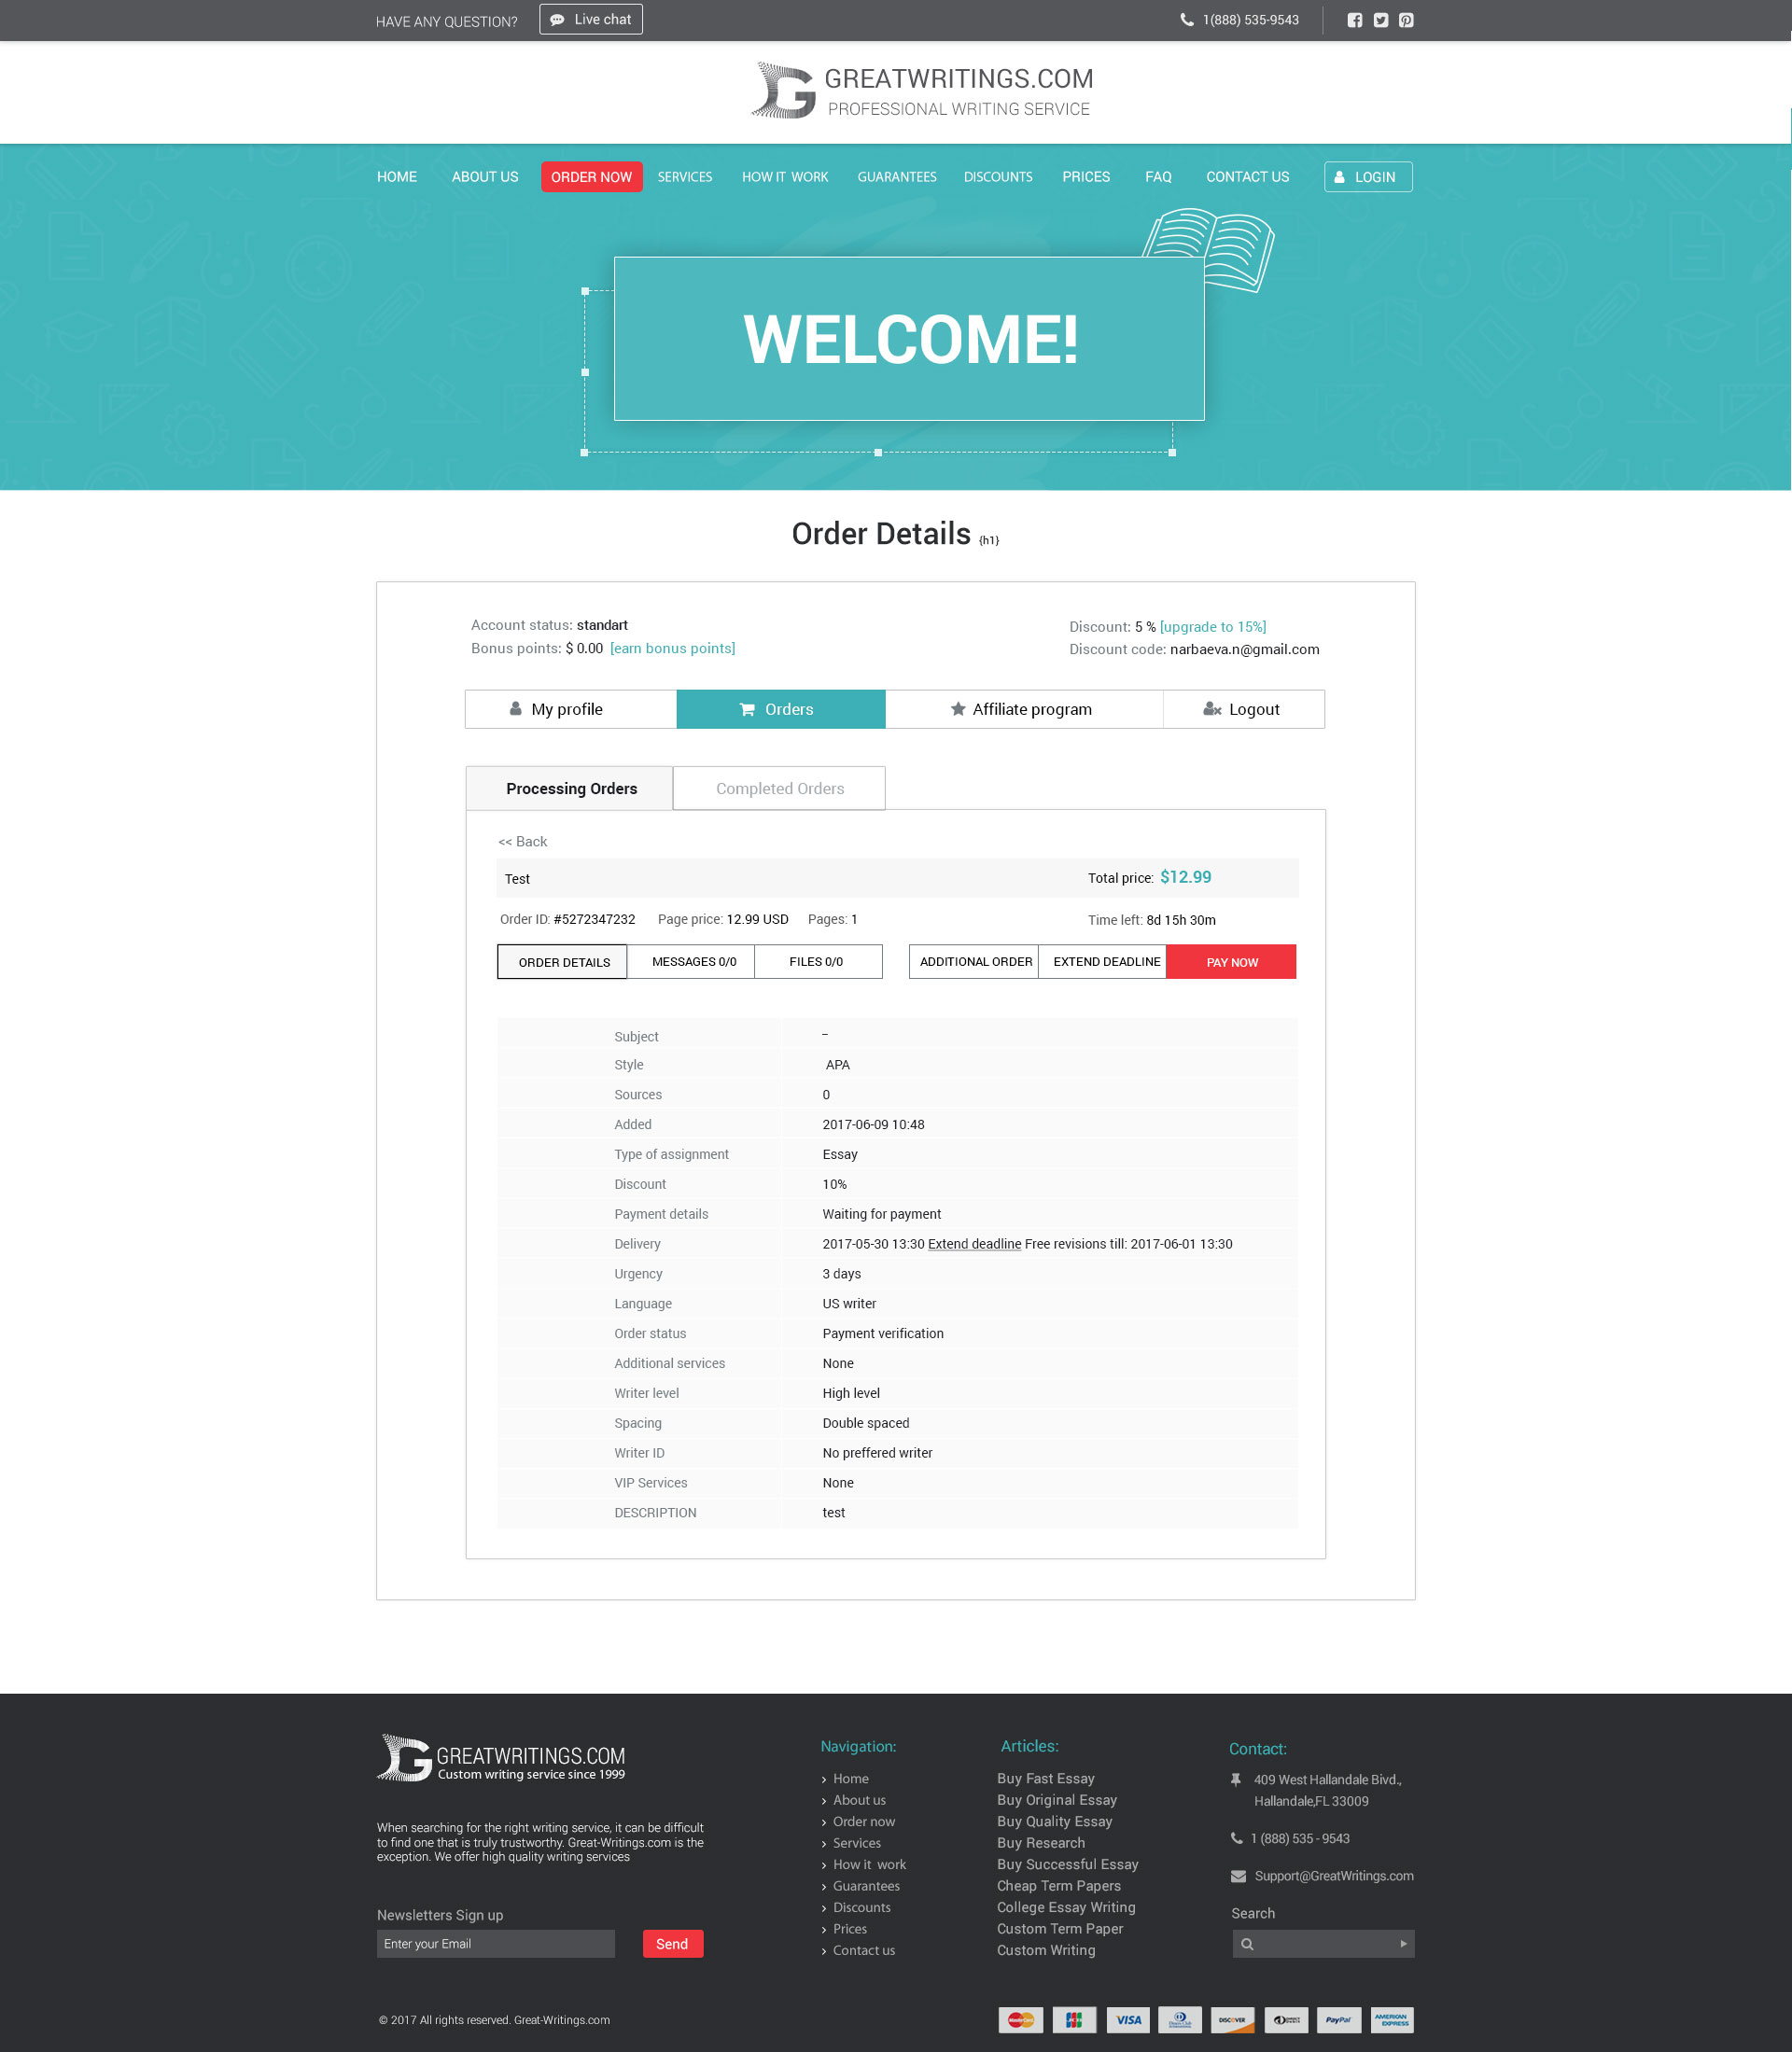 HAVE ANY QUESTION? Live chat 1(888) 535-9543
GREATWRITINGS.COM
PROFESSIONAL WRITING SERVICE
HOME ABOUT US ORDER NOW SERVICES HOW IT WORK GUARANTEES DISCOUNTS PRICES FAQ CONTACT US LOGIN
WELCOME!
Order Details {h1}
Account status: standart
Bonus points: $ 0.00 [earn bonus points]
Discount: 5 % [upgrade to 15%]
Discount code: narbaeva.n@gmail.com
My profile Orders Affiliate program Logout
Processing Orders Completed Orders
<< Back
Test Total price: $12.99
Order ID: #5272347232 Page price: 12.99 USD Pages: 1 Time left: 8d 15h 30m
ORDER DETAILS MESSAGES 0/0 FILES 0/0 ADDITIONAL ORDER EXTEND DEADLINE PAY NOW
Subject –
Style APA
Sources 0
Added 2017-06-09 10:48
Type of assignment Essay
Discount 10%
Payment details Waiting for payment
Delivery 2017-05-30 13:30 Extend deadline Free revisions till: 2017-06-01 13:30
Urgency 3 days
Language US writer
Order status Payment verification
Additional services None
Writer level High level
Spacing Double spaced
Writer ID No preffered writer
VIP Services None
DESCRIPTION test
GREATWRITINGS.COM
Custom writing service since 1999
When searching for the right writing service, it can be difficult
to find one that is truly trustworthy. Great-Writings.com is the
exception. We offer high quality writing services
Newsletters Sign up
Enter your Email Send
Navigation:
Home
About us
Order now
Services
How it work
Guarantees
Discounts
Prices
Contact us
Articles:
Buy Fast Essay
Buy Original Essay
Buy Quality Essay
Buy Research
Buy Successful Essay
Cheap Term Papers
College Essay Writing
Custom Term Paper
Custom Writing
Contact:
409 West Hallandale Bivd.,
Hallandale,FL 33009
1 (888) 535 - 9543
Support@GreatWritings.com
Search
© 2017 All rights reserved. Great-Writings.com
MasterCard JCB VISA Diners Club DISCOVER PayPal AMERICAN EXPRESS